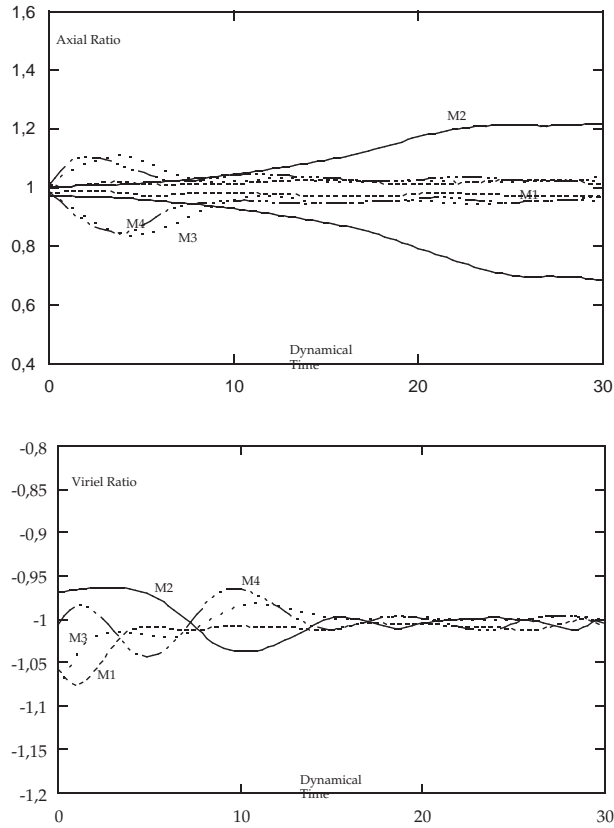 1,6
Axial Ratio
1,4
M2
1,2
1
M1
M4
M3
0,8
0,6
Dynamical
Time
0,4
0 10 20 30
-0,8
Viriel Ratio
-0,85
-0,9
-0,95
M2 M4
-1
M3
-1,05
M1
-1,1
-1,15
Dynamical
Time
-1,2
0 10 20 30